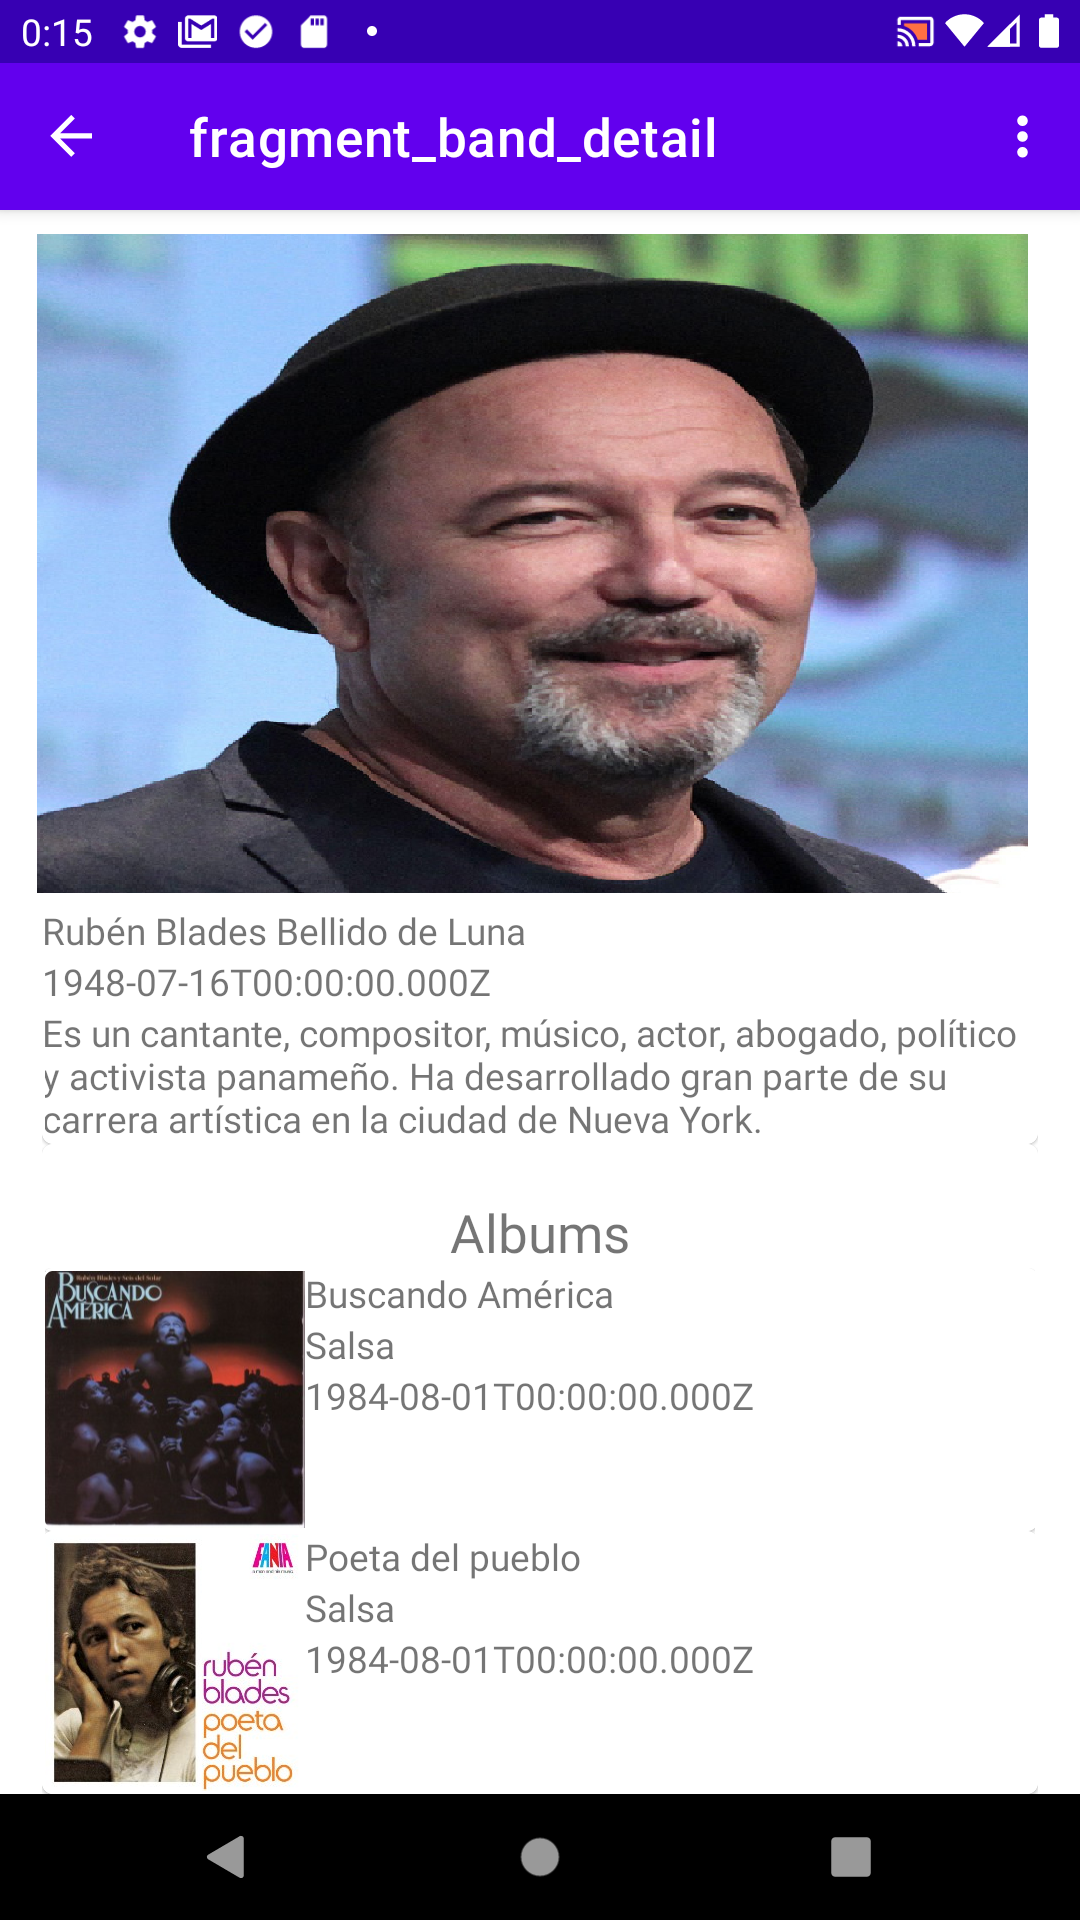 0:15
fragment_band_detail
Rubén Blades Bellido de Luna
1948-07-16T00:00:00.000Z
Es un cantante, compositor, músico, actor, abogado, político
y activista panameño. Ha desarrollado gran parte de su
carrera artística en la ciudad de Nueva York.
Albums
Rubén Blades y Seis del Solar
BUSCANDO
AMÉRICA
Buscando América
Salsa
1984-08-01T00:00:00.000Z
FANIA
rubén
blades
poeta
del
pueblo
Poeta del pueblo
Salsa
1984-08-01T00:00:00.000Z